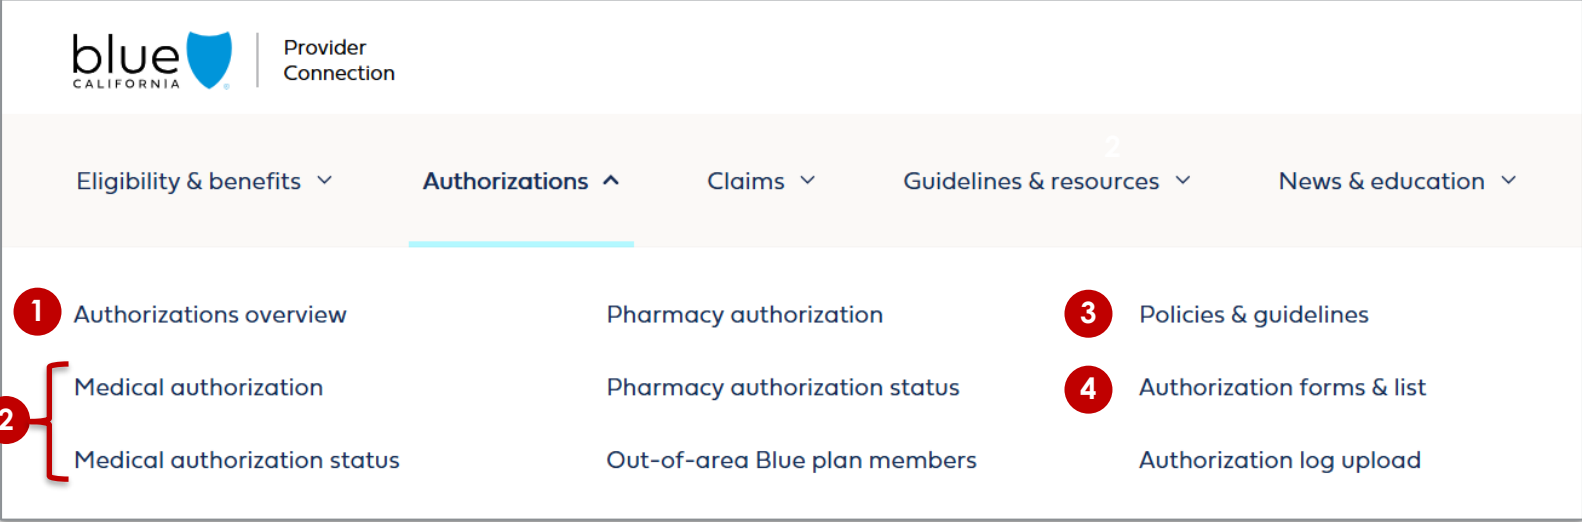 blue
CALIFORNIA
Provider
Connection
2
Eligibility & benefits
Authorizations
Claims
Guidelines & resources
News & education
1 Authorizations overview
Pharmacy authorization
3 Policies & guidelines
Medical authorization
Pharmacy authorization status
4 Authorization forms & list
2
Medical authorization status
Out-of-area Blue plan members
Authorization log upload